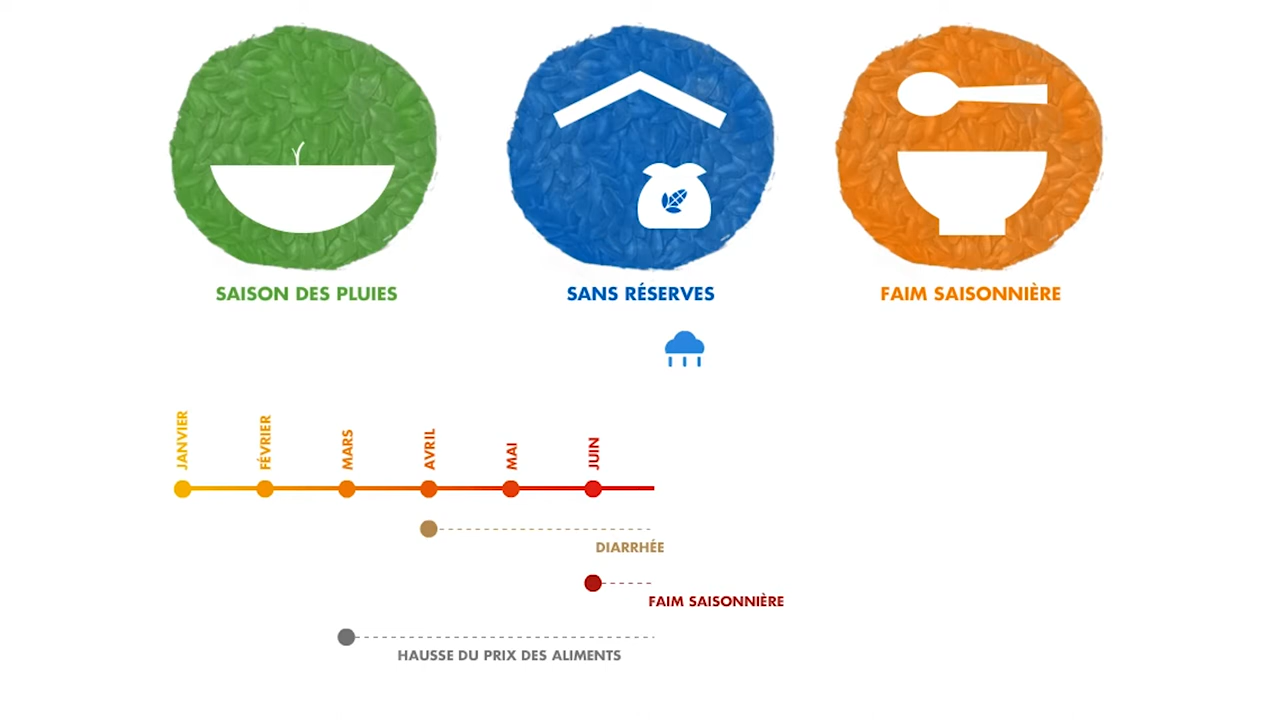 SAISON DES PLUIES
SANS RÉSERVES
FAIM SAISONNIÈRE
JANVIER
FÉVRIER
MARS
AVRIL
MAI
JUIN
DIARRHÉE
FAIM SAISONNIÈRE
HAUSSE DU PRIX DES ALIMENTS